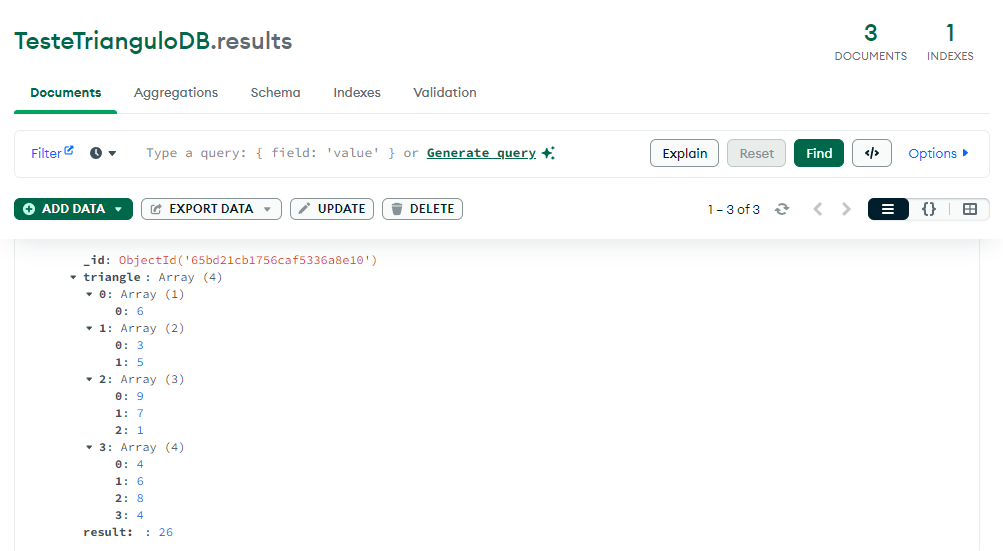 TesteTrianguloDB.results
3 1
DOCUMENTS INDEXES
Documents Aggregations Schema Indexes Validation
Filter Type a query: { field: 'value' } or Generate query Explain Reset Find </> Options
ADD DATA EXPORT DATA UPDATE DELETE 1 – 3 of 3 {}
_id: ObjectId('65bd21cb1756caf5336a8e10')
triangle : Array (4)
0: Array (1)
0: 6
1: Array (2)
0: 3
1: 5
2: Array (3)
0: 9
1: 7
2: 1
3: Array (4)
0: 4
1: 6
2: 8
3: 4
result: : 26